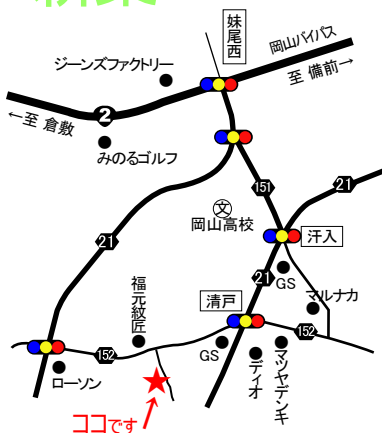 妹尾西
岡山バイパス
至 備前→
ジーンズファクトリー
←至 倉敷
2
みのるゴルフ
151
21
文
岡山高校
汗入
21
21
GS
清戸
マルナカ
福元紋匠
152
152
GS
ローソン
ディオ
マツヤデンキ
ココです